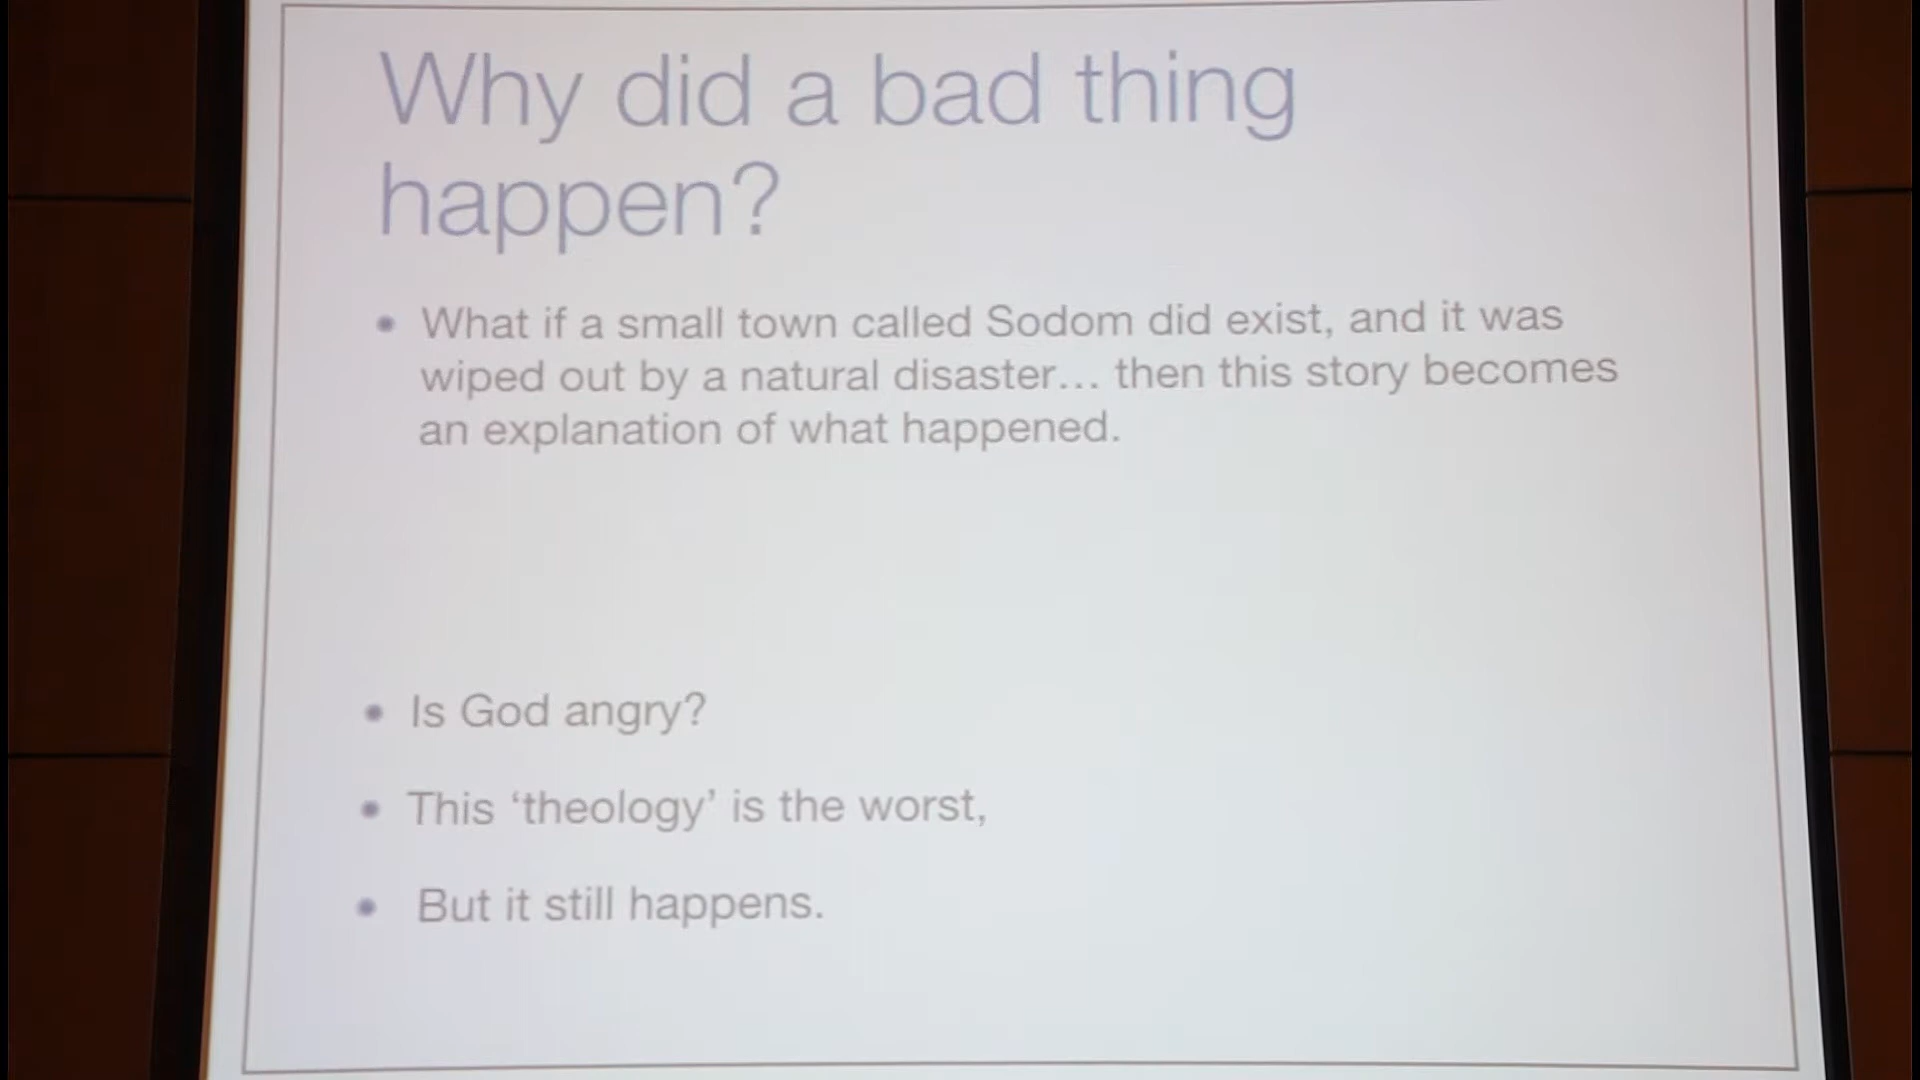 Why did a bad thing
happen?
• What if a small town called Sodom did exist, and it was
wiped out by a natural disaster... then this story becomes
an explanation of what happened.
• Is God angry?
• This ‘theology’ is the worst,
• But it still happens.